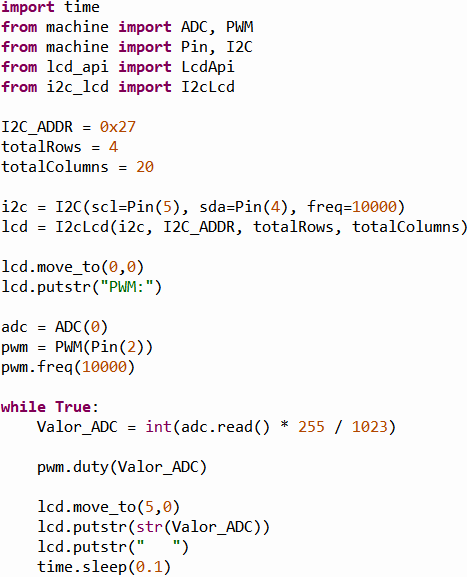 import time
from machine import ADC, PWM
from machine import Pin, I2C
from lcd_api import LcdApi
from i2c_lcd import I2cLcd

I2C_ADDR = 0x27
totalRows = 4
totalColumns = 20

i2c = I2C(scl=Pin(5), sda=Pin(4), freq=10000)
lcd = I2cLcd(i2c, I2C_ADDR, totalRows, totalColumns)

lcd.move_to(0,0)
lcd.putstr("PWM:")

adc = ADC(0)
pwm = PWM(Pin(2))
pwm.freq(10000)

while True:
    Valor_ADC = int(adc.read() * 255 / 1023)

    pwm.duty(Valor_ADC)

    lcd.move_to(5,0)
    lcd.putstr(str(Valor_ADC))
    lcd.putstr("   ")
    time.sleep(0.1)